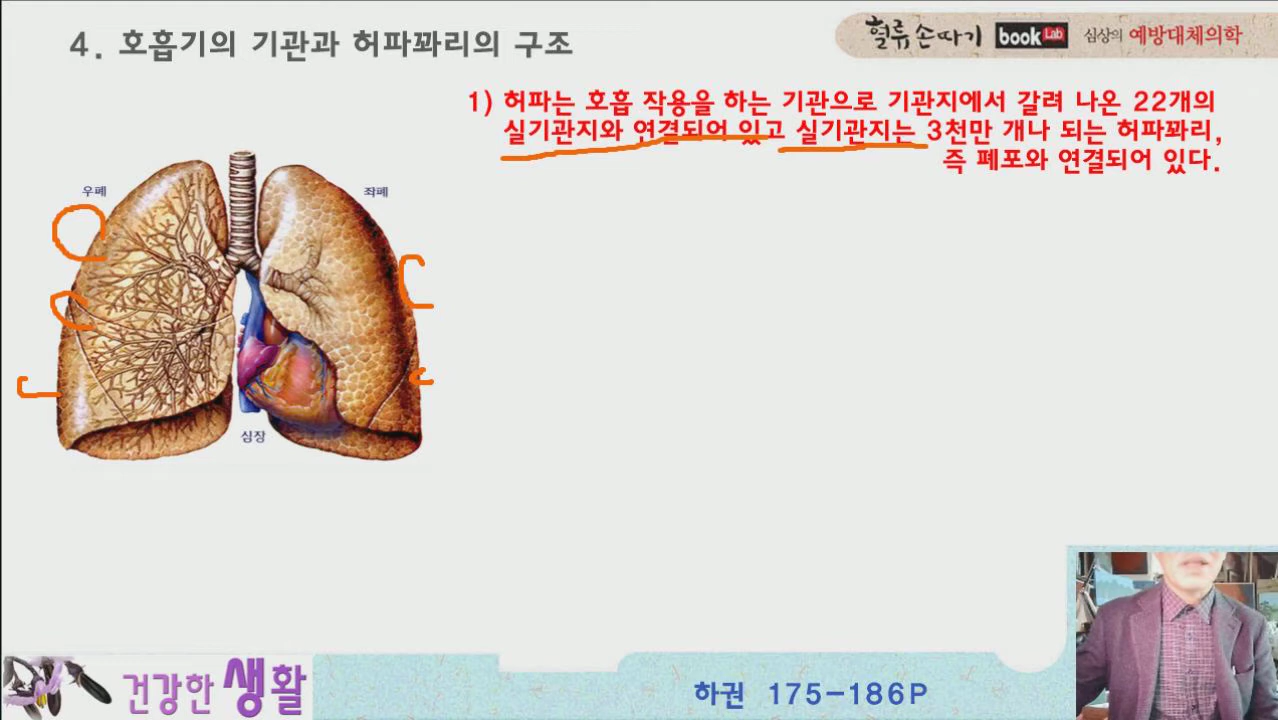 4. 호흡기의 기관과 허파꽈리의 구조
혈류 손따기 book Lab 심상의 예방대체의학
1) 허파는 호흡 작용을 하는 기관으로 기관지에서 갈려 나온 22개의
실기관지와 연결되어 있고 실기관지는 3천만 개나 되는 허파꽈리,
즉 폐포와 연결되어 있다.
우폐
좌폐
심장
건강한 생활
하권 175-186P